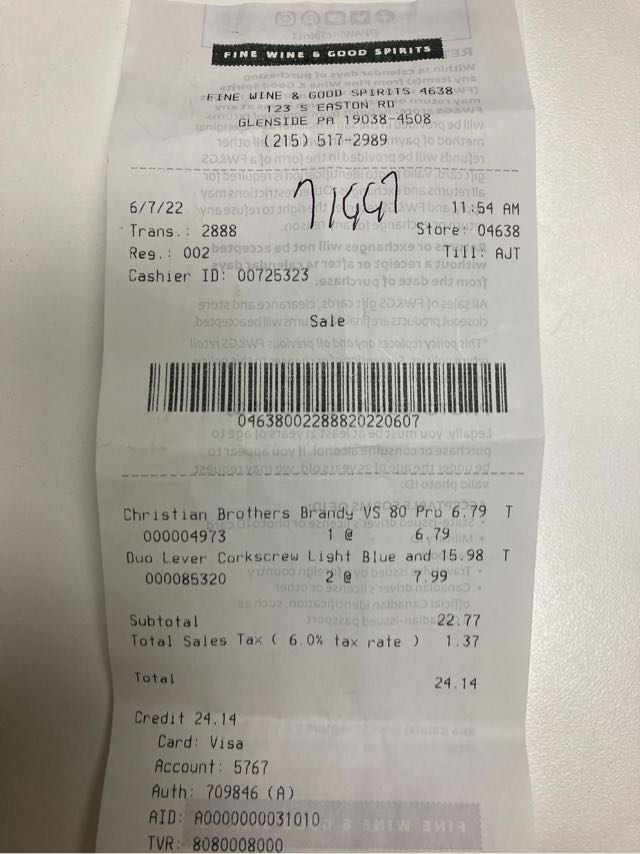 FINE WINE & GOOD SPIRITS
FINE WINE & GOOD SPIRITS 4638
123 S EASTON RD
GLENSIDE PA 19038-4508
(215) 517-2989
6/7/22 11:54 AM
Trans.: 2888 Store: 04638
Reg.: 002 Till: AJT
Cashier ID: 00725323
Sale
04638002288820220607
Christian Brothers Brandy VS 80 Pro 6.79 T
000004973 1 @ 6.79
Duo Lever Corkscrew Light Blue and 15.98 T
000085320 2 @ 7.99
Subtotal 22.77
Total Sales Tax ( 6.0% tax rate ) 1.37
Total 24.14
Credit 24.14
Card: Visa
Account: 5767
Auth: 709846 (A)
AID: A0000000031010
TVR: 8080008000